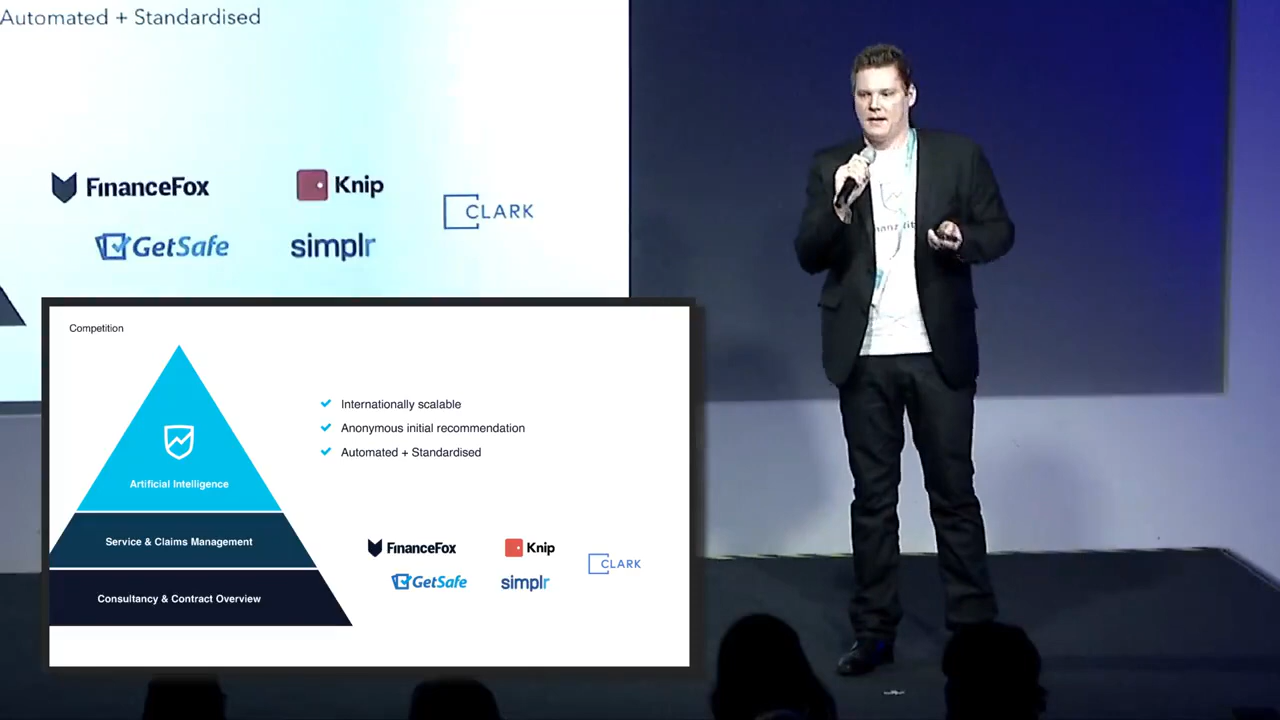 Automated + Standardised
FinanceFox
Knip
CLARK
GetSafe
simplr
Competition
Internationally scalable
Anonymous initial recommendation
Automated + Standardised
Artificial Intelligence
Service & Claims Management
Consultancy & Contract Overview
FinanceFox
Knip
CLARK
GetSafe
simplr